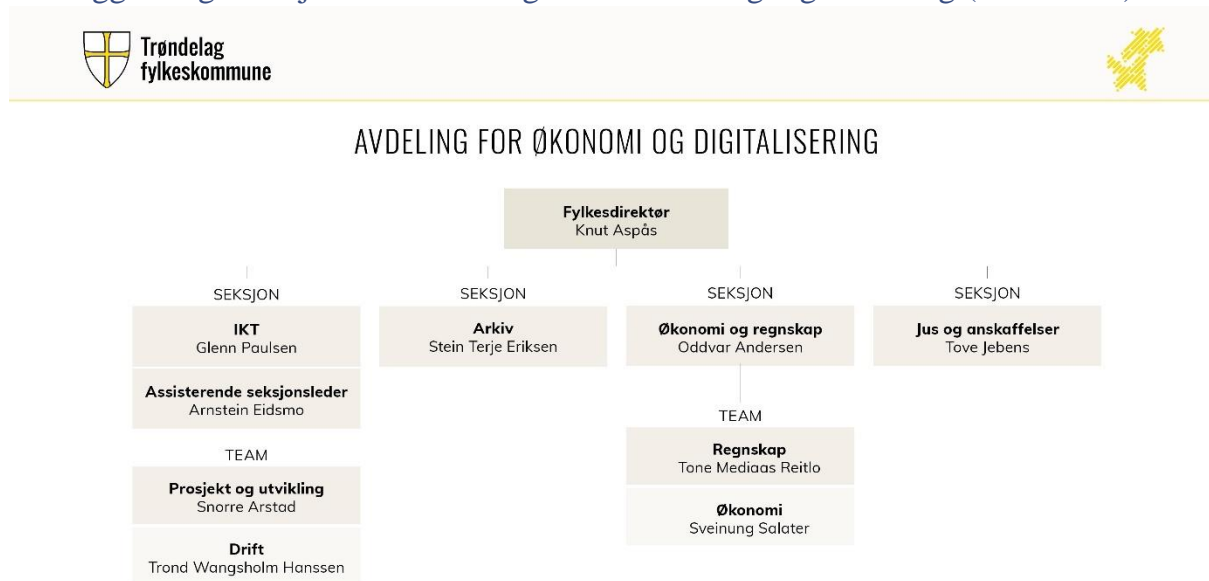 Trøndelag
fylkeskommune
AVDELING FOR ØKONOMI OG DIGITALISERING
Fylkesdirektør
Knut Aspås
SEKSJON
IKT
Glenn Paulsen
Assisterende seksjonsleder
Arnstein Eidsmo
TEAM
Prosjekt og utvikling
Snorre Arstad
Drift
Trond Wangsholm Hanssen
SEKSJON
Arkiv
Stein Terje Eriksen
SEKSJON
Økonomi og regnskap
Oddvar Andersen
TEAM
Regnskap
Tone Mediaas Reitlo
Økonomi
Sveinung Salater
SEKSJON
Jus og anskaffelser
Tove Jebens